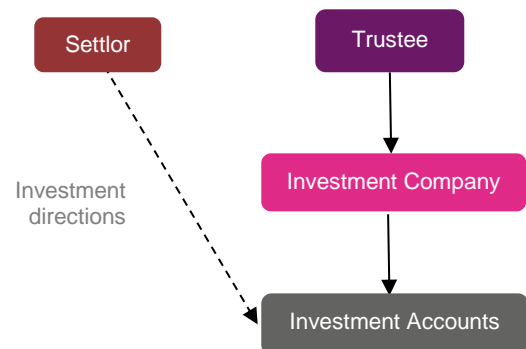 Settlor
Trustee
Investment Company
Investment
directions
Investment Accounts